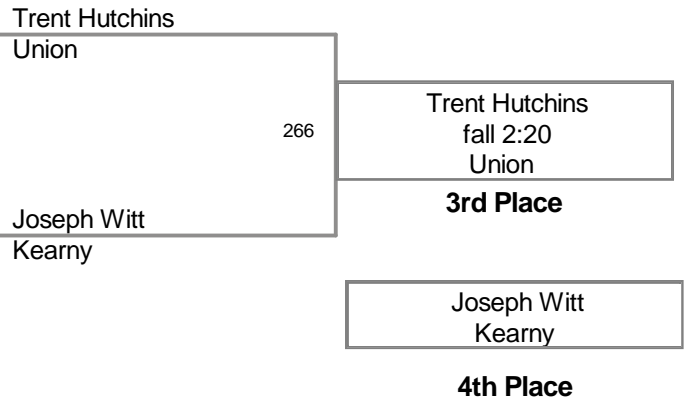 Trent Hutchins
Union
266
Trent Hutchins
fall 2:20
Union
3rd Place
Joseph Witt
Kearny
Joseph Witt
Kearny
4th Place